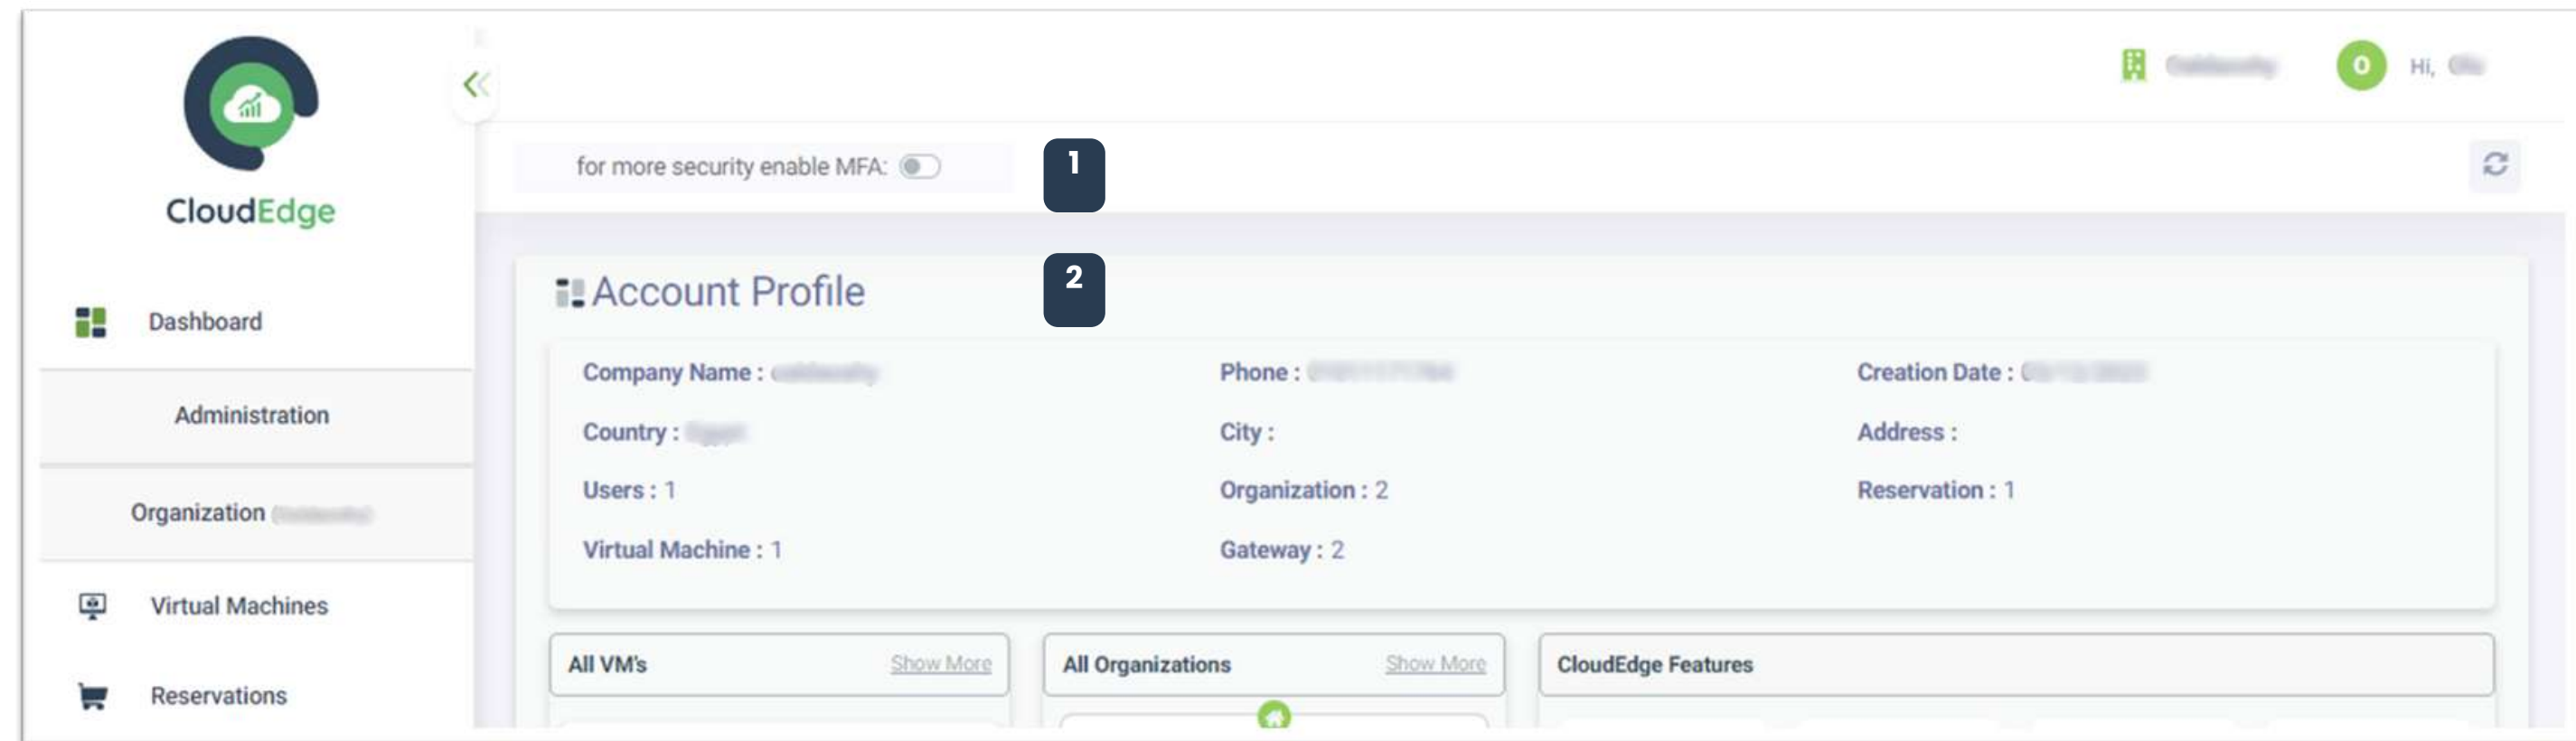 CloudEdge
Dashboard
Administration
Organization
Virtual Machines
Reservations
0 Hi,
for more security enable MFA:
1
Account Profile
2
Company Name :
Phone :
Creation Date :
Country :
City :
Address :
Users : 1
Organization : 2
Reservation : 1
Virtual Machine : 1
Gateway : 2
All VM's
Show More
All Organizations
Show More
CloudEdge Features